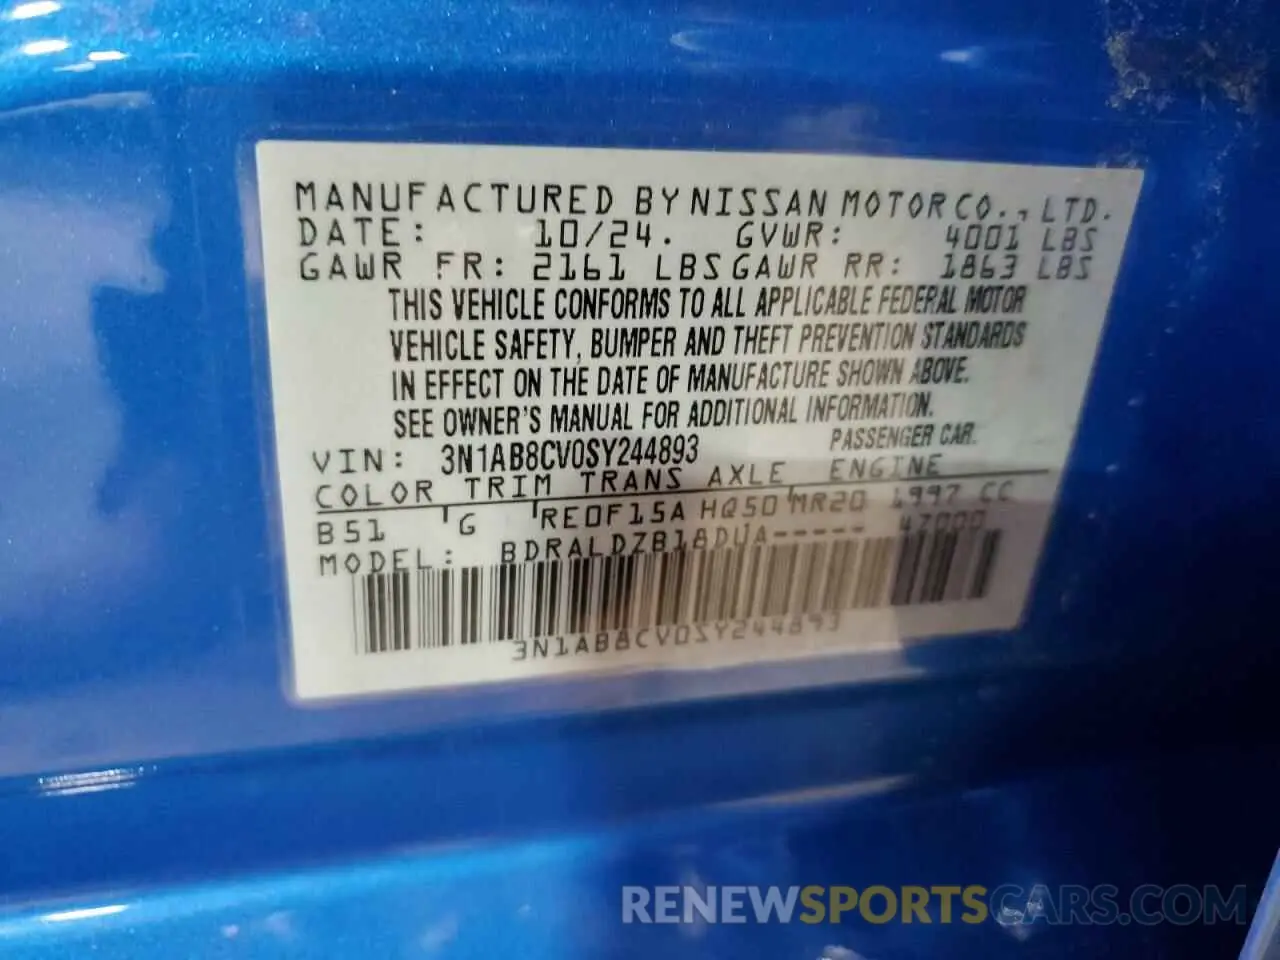 MANUFACTURED BY NISSAN MOTOR CO., LTD.
DATE: 10/24. GVWR: 4001 LBS
GAWR FR: 2161 LBS GAWR RR: 1863 LBS
THIS VEHICLE CONFORMS TO ALL APPLICABLE FEDERAL MOTOR
VEHICLE SAFETY, BUMPER AND THEFT PREVENTION STANDARDS
IN EFFECT ON THE DATE OF MANUFACTURE SHOWN ABOVE.
SEE OWNER'S MANUAL FOR ADDITIONAL INFORMATION.
VIN: 3N1AB8CV0SY244893 PASSENGER CAR.
COLOR TRIM TRANS AXLE ENGINE
B51 G RE0F15A HQ50 MR20 1997 CC
MODEL: BDRALDZB18DUA----- 47000
3N1AB8CV0SY244893
RENEWSPORTSCARS.COM